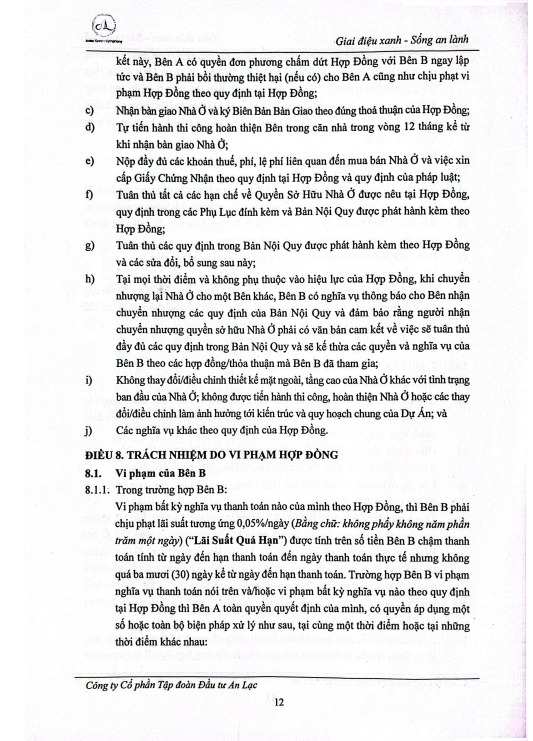 Giai điệu xanh - Sống an lành
kết này, Bên A có quyền đơn phương chấm dứt Hợp Đồng với Bên B ngay lập
tức và Bên B phải bồi thường thiệt hại (nếu có) cho Bên A cũng như chịu phạt vi
phạm Hợp Đồng theo quy định tại Hợp Đồng;
c) Nhận bàn giao Nhà Ở và ký Biên Bản Bàn Giao theo đúng thoả thuận của Hợp Đồng;
d) Tự tiến hành thi công hoàn thiện Bên trong căn nhà trong vòng 12 tháng kể từ
khi nhận bàn giao Nhà Ở;
e) Nộp đầy đủ các khoản thuế, phí, lệ phí liên quan đến mua bán Nhà Ở và việc xin
cấp Giấy Chứng Nhận theo quy định tại Hợp Đồng và quy định của pháp luật;
f) Tuân thủ tất cả các hạn chế về Quyền Sở Hữu Nhà Ở được nêu tại Hợp Đồng,
quy định trong các Phụ Lục đính kèm và Bản Nội Quy được phát hành kèm theo
Hợp Đồng;
g) Tuân thủ các quy định trong Bản Nội Quy được phát hành kèm theo Hợp Đồng
và các sửa đổi, bổ sung sau này;
h) Tại mọi thời điểm và không phụ thuộc vào hiệu lực của Hợp Đồng, khi chuyển
nhượng lại Nhà Ở cho một Bên khác, Bên B có nghĩa vụ thông báo cho Bên nhận
chuyển nhượng các quy định của Bản Nội Quy và đảm bảo rằng người nhận
chuyển nhượng quyền sở hữu Nhà Ở phải có văn bản cam kết về việc sẽ tuân thủ
đầy đủ các quy định trong Bản Nội Quy và sẽ kế thừa các quyền và nghĩa vụ của
Bên B theo các hợp đồng/thỏa thuận mà Bên B đã tham gia;
i) Không thay đổi/điều chỉnh thiết kế mặt ngoài, tầng cao của Nhà Ở khác với tình trạng
ban đầu của Nhà Ở; không được tiến hành thi công, hoàn thiện Nhà Ở hoặc các thay
đổi/điều chỉnh làm ảnh hưởng tới kiến trúc và quy hoạch chung của Dự Án; và
j) Các nghĩa vụ khác theo quy định của Hợp Đồng.
ĐIỀU 8. TRÁCH NHIỆM DO VI PHẠM HỢP ĐỒNG
8.1. Vi phạm của Bên B
8.1.1. Trong trường hợp Bên B:
Vi phạm bất kỳ nghĩa vụ thanh toán nào của mình theo Hợp Đồng, thì Bên B phải
chịu phạt lãi suất tương ứng 0,05%/ngày (Bằng chữ: không phẩy không năm phần
trăm một ngày) (“Lãi Suất Quá Hạn”) được tính trên số tiền Bên B chậm thanh
toán tính từ ngày đến hạn thanh toán đến ngày thanh toán thực tế nhưng không
quá ba mươi (30) ngày kể từ ngày đến hạn thanh toán. Trường hợp Bên B vi phạm
nghĩa vụ thanh toán nói trên và/hoặc vi phạm bất kỳ nghĩa vụ nào theo quy định
tại Hợp Đồng thì Bên A toàn quyền quyết định của mình, có quyền áp dụng một
số hoặc toàn bộ biện pháp xử lý như sau, tại cùng một thời điểm hoặc tại những
thời điểm khác nhau:
Công ty Cổ phần Tập đoàn Đầu tư An Lạc
12